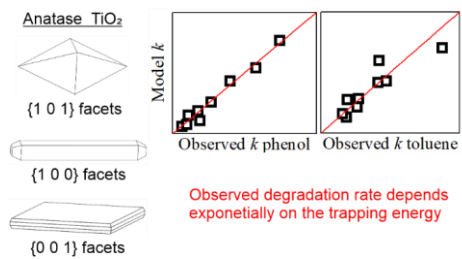 Anatase TiO₂
{1 0 1} facets
{1 0 0} facets
{0 0 1} facets
Model k
Observed k phenol
Observed k toluene
Observed degradation rate depends
exponetially on the trapping energy